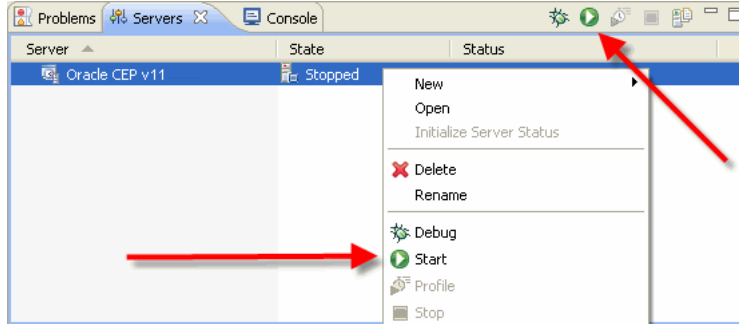 Problems Servers Console
Server State Status
Oracle CEP v11 Stopped
New
Open
Initialize Server Status
Delete
Rename
Debug
Start
Profile
Stop